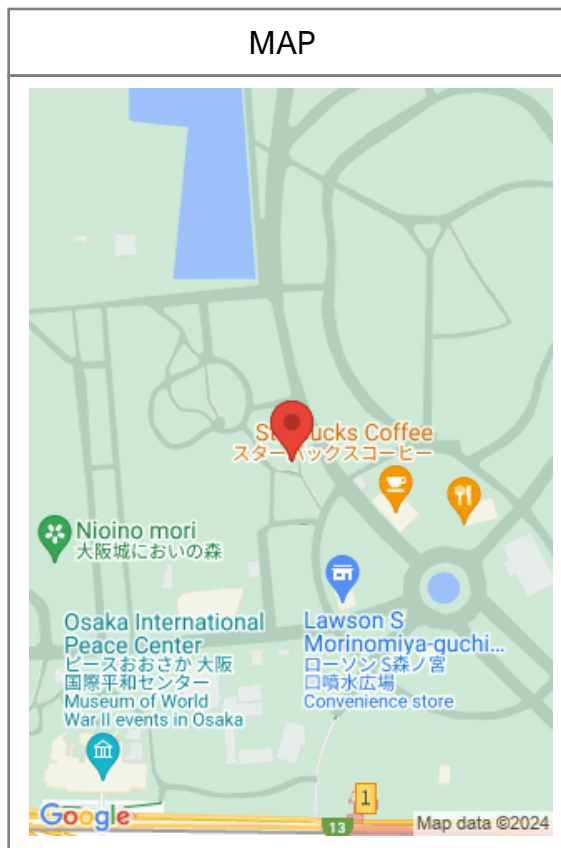 MAP
St
ucks Coffee
スターバックスコーヒー
Nioino mori
大阪城においの森
Osaka International
Peace Center
ピースおおさか 大阪
国際平和センター
Museum of World
War II events in Osaka
Lawson S
Morinomiya-guchi...
ローソン S森ノ宮
口噴水広場
Convenience store
1
13
Google
Map data ©2024